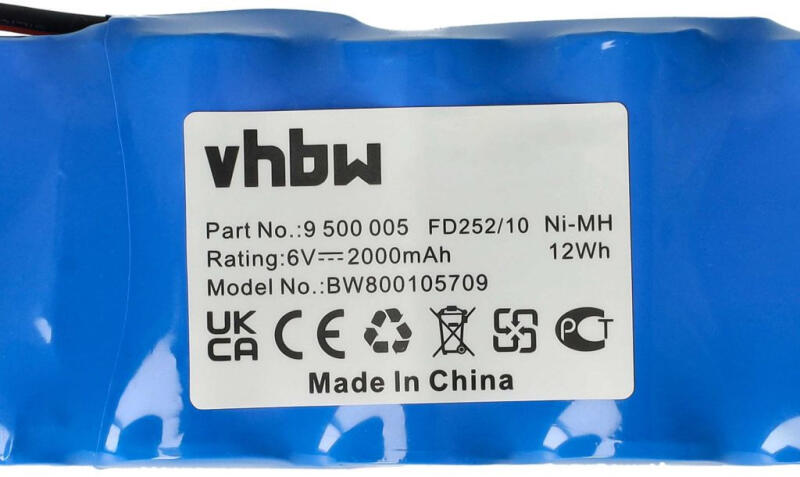 vhbw
Part No.:9 500 005 FD252/10 Ni-MH
Rating:6V⎓2000mAh 12Wh
Model No.:BW800105709
UK
CA CE PCT
Made In China